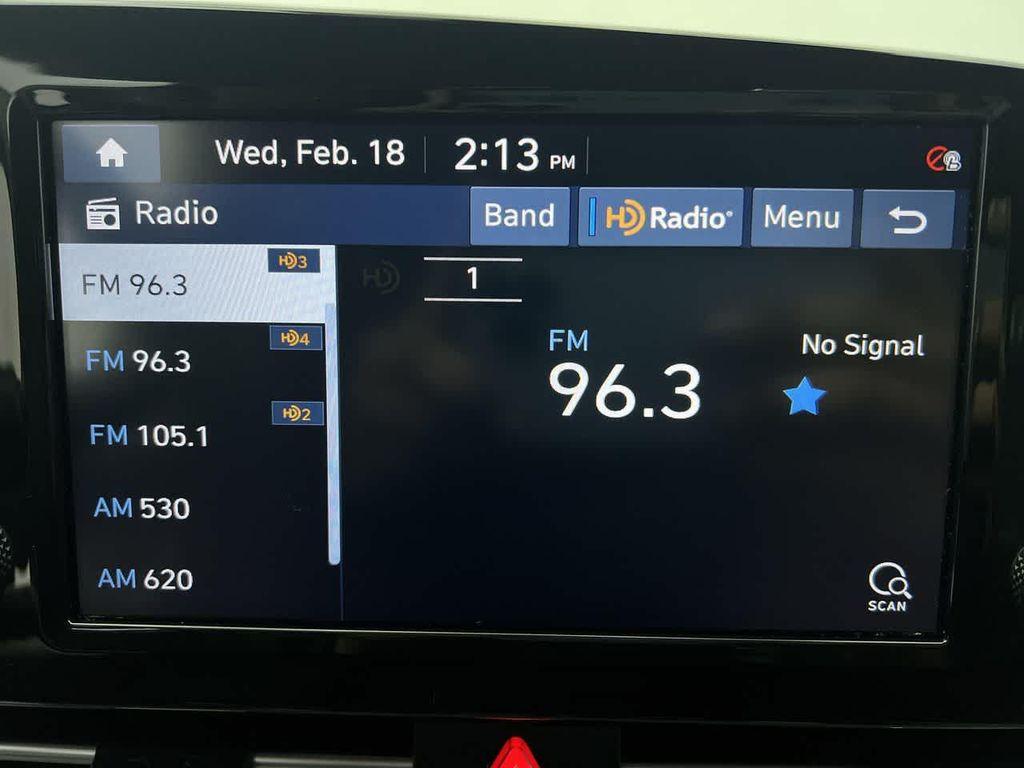 Wed, Feb. 18 2:13 PM
Radio Band HD Radio® Menu
FM 96.3 HD3
HD 1
FM 96.3 HD4
FM 105.1 HD2
AM 530
AM 620
FM
96.3
No Signal
SCAN